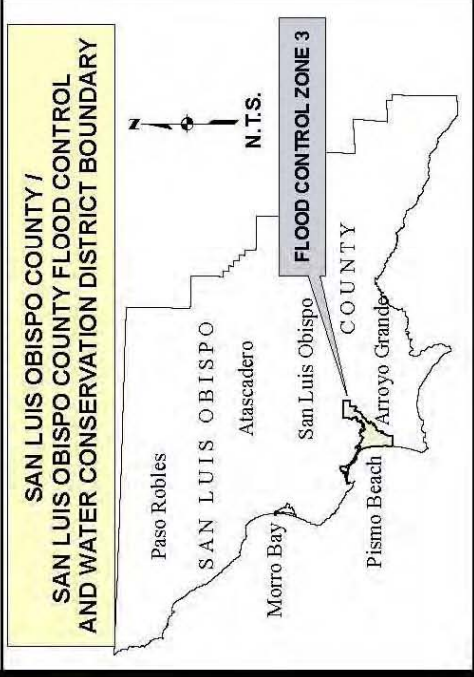 SAN LUIS OBISPO COUNTY /
SAN LUIS OBISPO COUNTY FLOOD CONTROL
AND WATER CONSERVATION DISTRICT BOUNDARY
N
N.T.S.
Paso Robles
SAN LUIS OBISPO
Atascadero
FLOOD CONTROL ZONE 3
Morro Bay
San Luis Obispo
COUNTY
Pismo Beach
Arroyo Grande